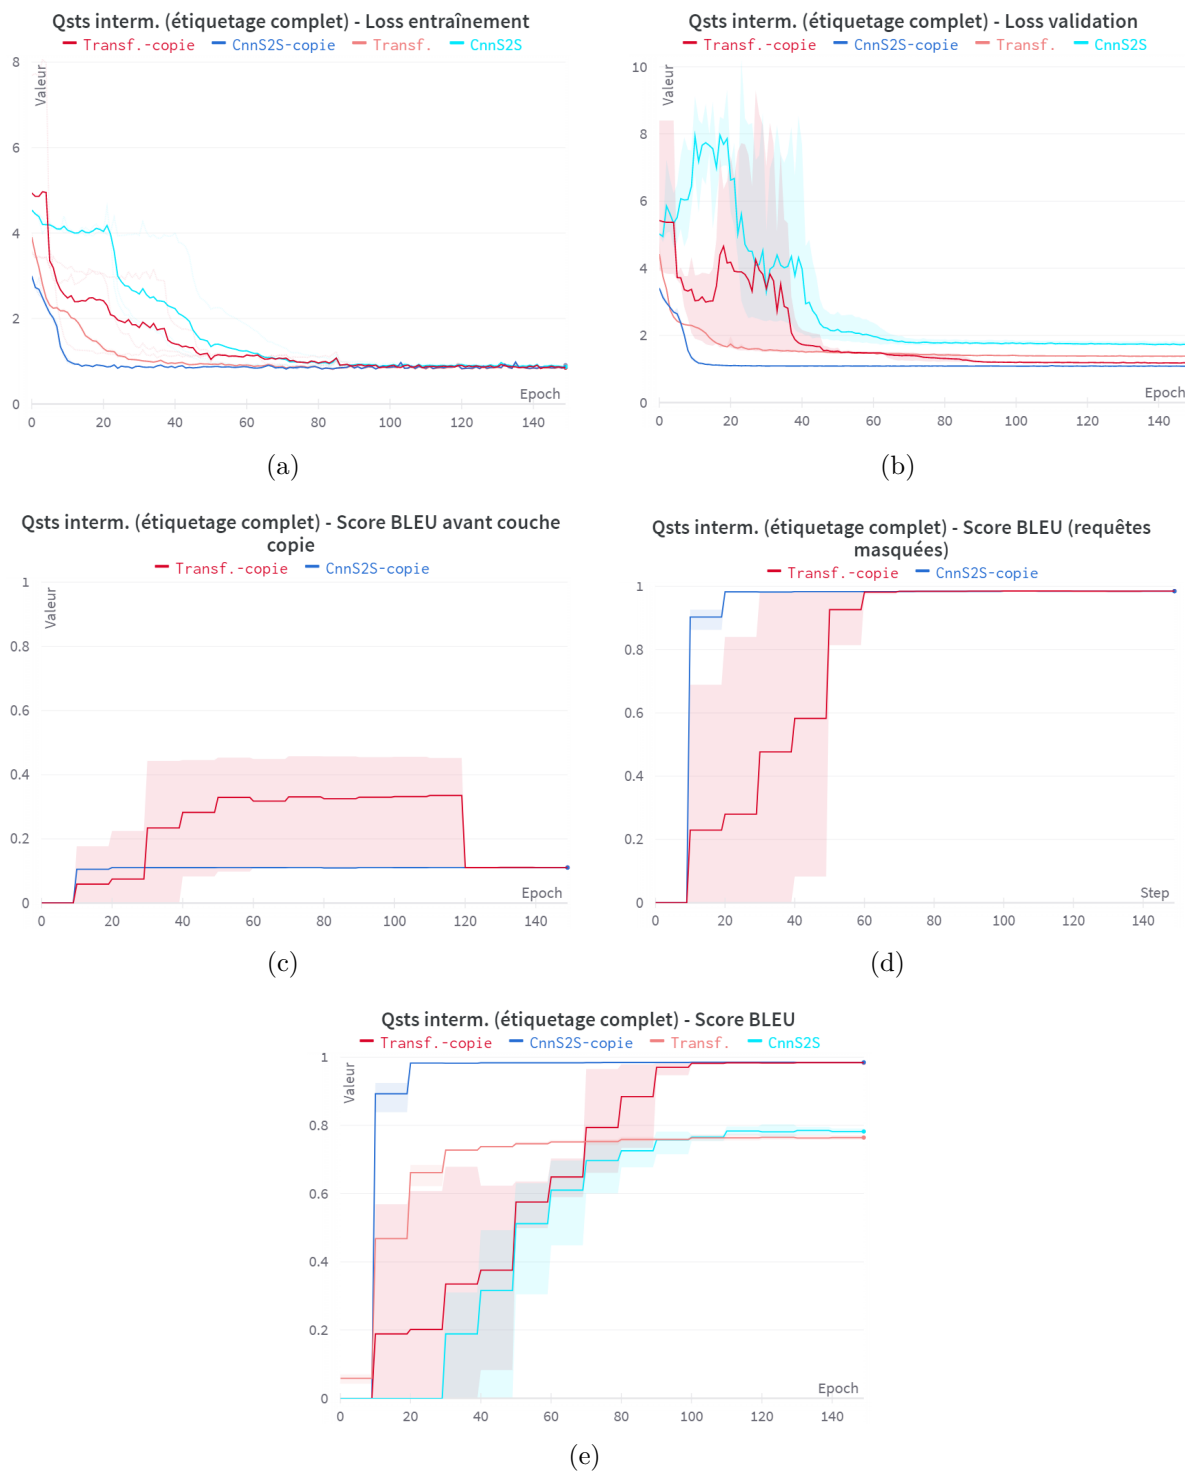 Qsts interm. (étiquetage complet) - Loss entraînement
Transf.-copie CnnS2S-copie Transf. CnnS2S
Valeur
8
6
4
2
0
Epoch
0 20 40 60 80 100 120 140
(a)
Qsts interm. (étiquetage complet) - Loss validation
Transf.-copie CnnS2S-copie Transf. CnnS2S
Valeur
10
8
6
4
2
0
Epoch
0 20 40 60 80 100 120 140
(b)
Qsts interm. (étiquetage complet) - Score BLEU avant couche
copie
Transf.-copie CnnS2S-copie
Valeur
1
0.8
0.6
0.4
0.2
0
Epoch
0 20 40 60 80 100 120 140
(c)
Qsts interm. (étiquetage complet) - Score BLEU (requêtes
masquées)
Transf.-copie CnnS2S-copie
1
0.8
0.6
0.4
0.2
0
Step
0 20 40 60 80 100 120 140
(d)
Qsts interm. (étiquetage complet) - Score BLEU
Transf.-copie CnnS2S-copie Transf. CnnS2S
Valeur
1
0.8
0.6
0.4
0.2
0
Epoch
0 20 40 60 80 100 120 140
(e)